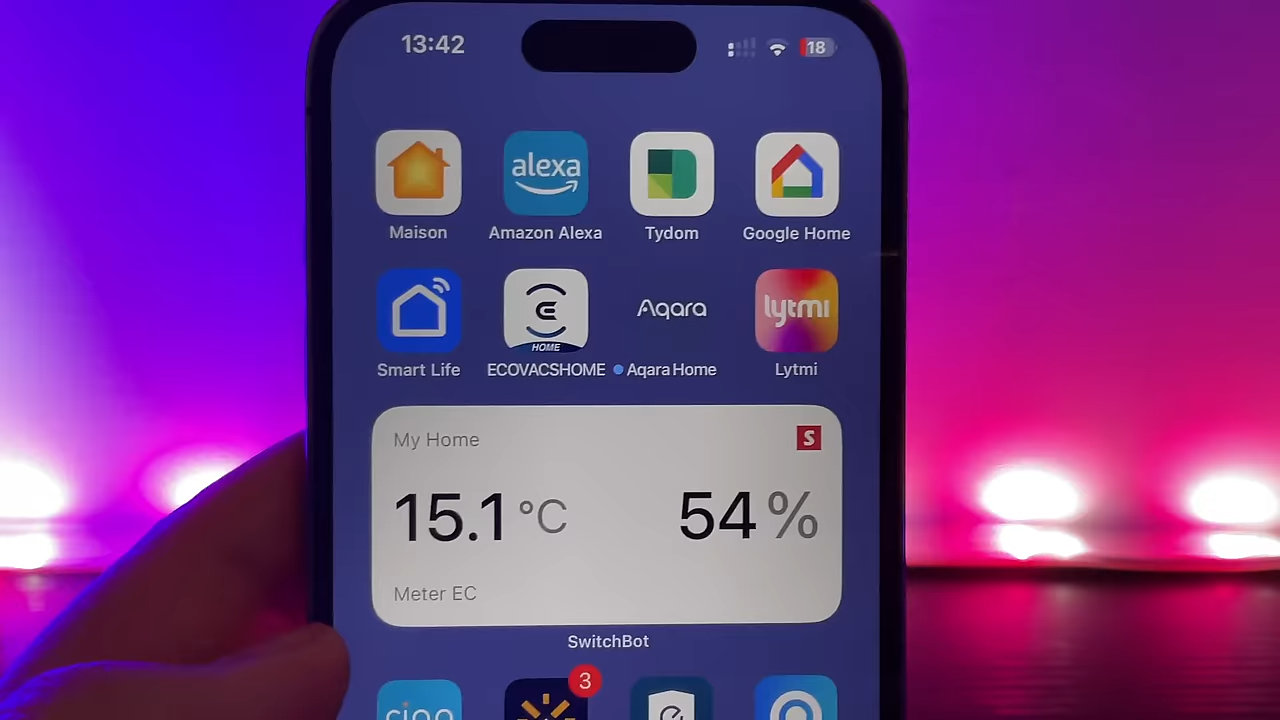 13:42
18
alexa
Maison
Amazon Alexa
Tydom
Google Home
HOME
Aqara
lytmi
Smart Life
ECOVACSHOME
Aqara Home
Lytmi
My Home
S
15.1 °C
54 %
Meter EC
SwitchBot
3